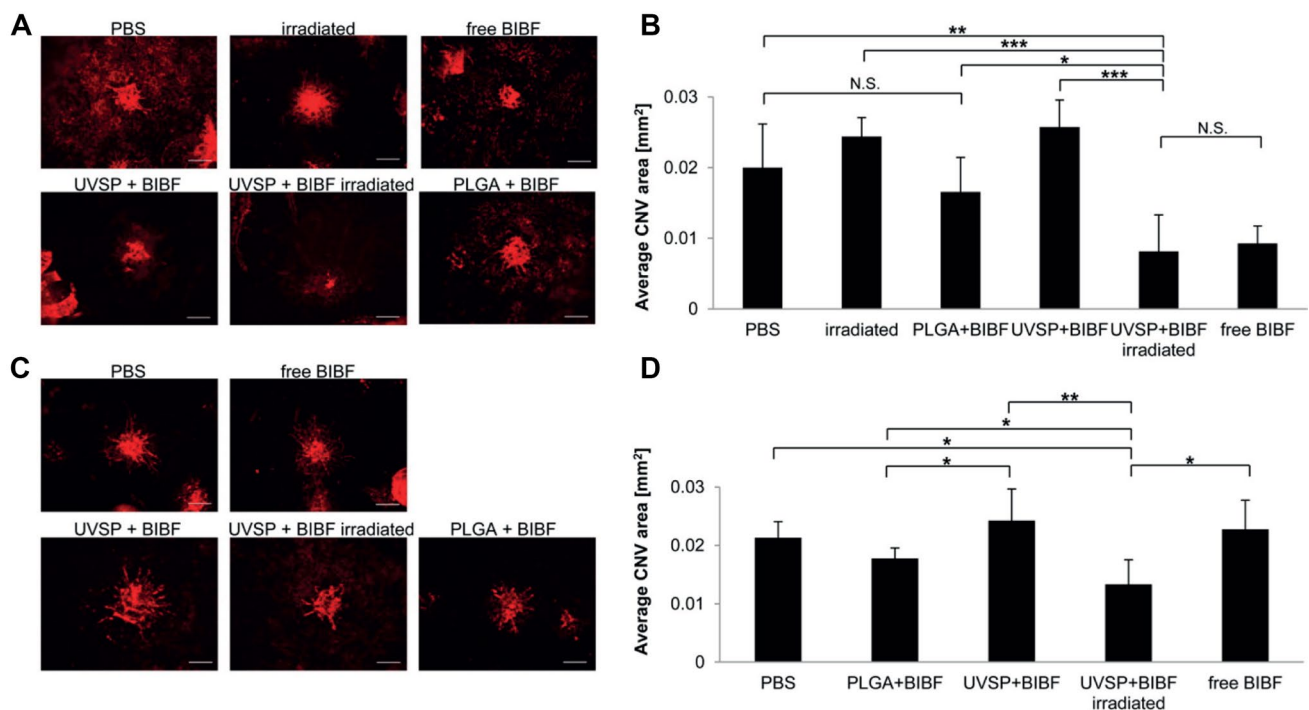 A
PBS
irradiated
free BIBF
UVSP + BIBF
UVSP + BIBF irradiated
PLGA + BIBF
B
**
***
*
***
N.S.
N.S.
Average CNV area [mm²]
0.03
0.02
0.01
0
PBS
irradiated
PLGA+BIBF
UVSP+BIBF
UVSP+BIBF
irradiated
free BIBF
C
PBS
free BIBF
UVSP + BIBF
UVSP + BIBF irradiated
PLGA + BIBF
D
**
*
*
*
*
Average CNV area [mm²]
0.03
0.02
0.01
0
PBS
PLGA+BIBF
UVSP+BIBF
UVSP+BIBF
irradiated
free BIBF